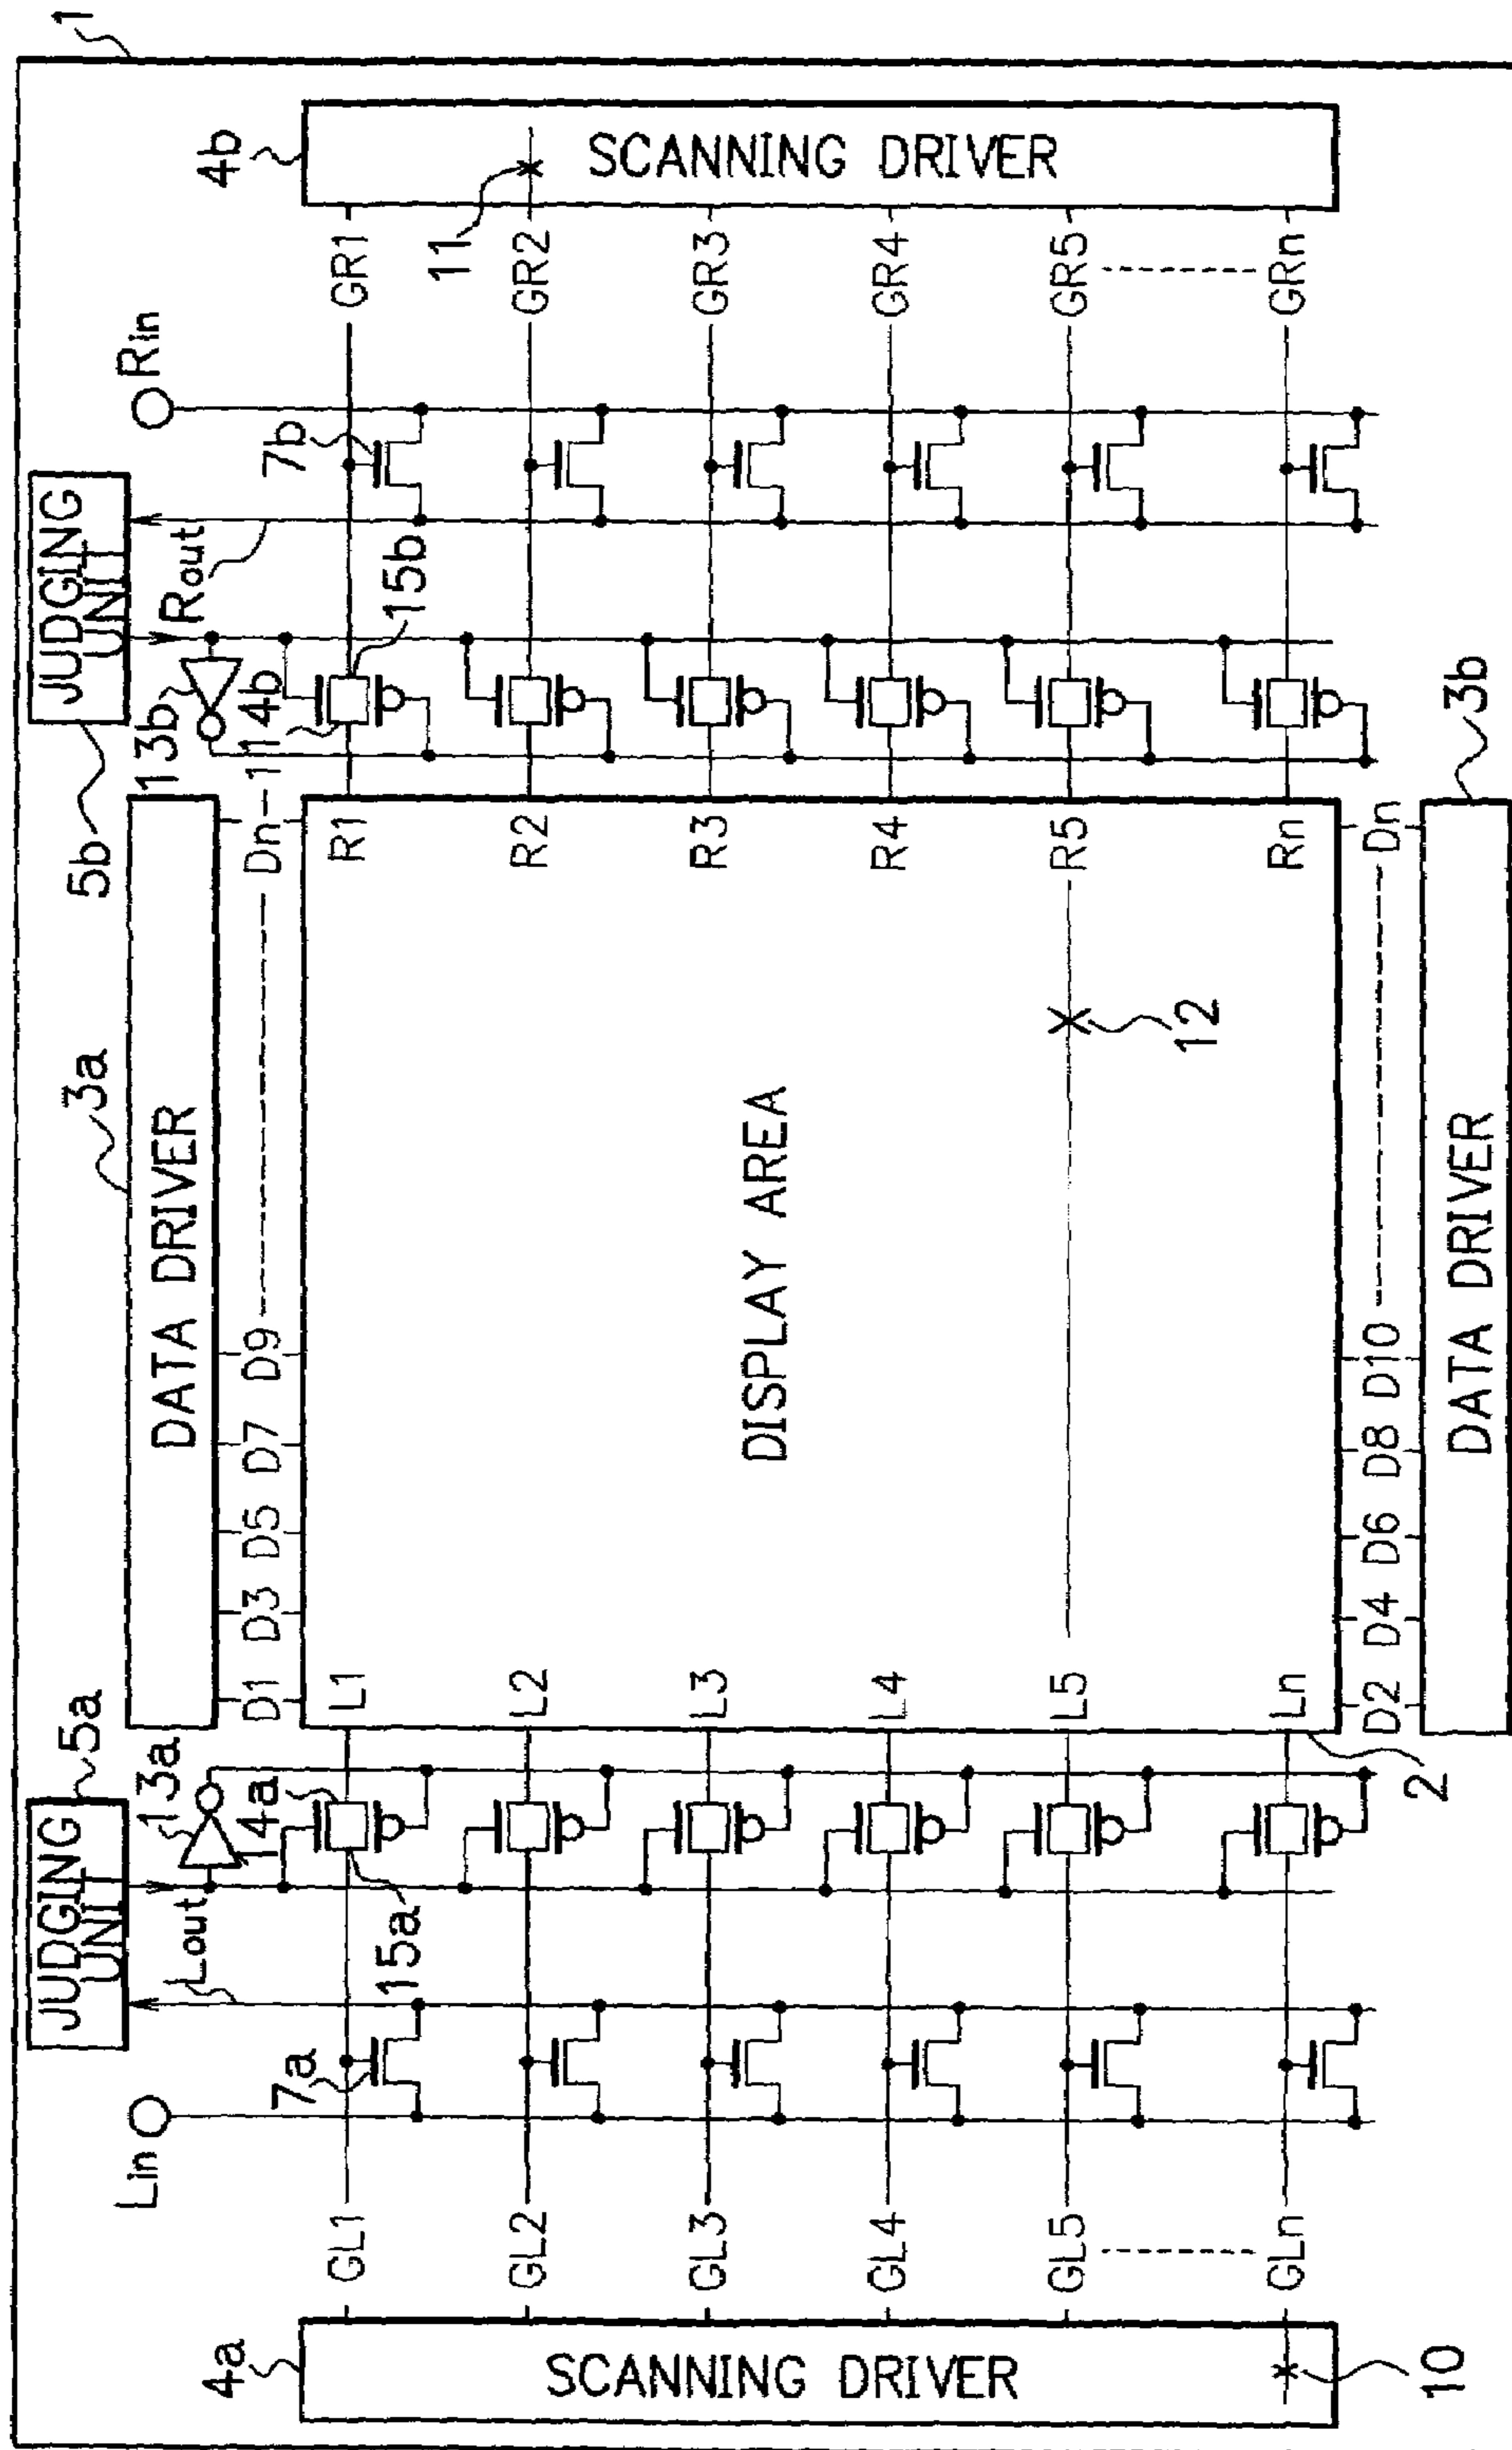 1
JUDGING
UNIT
5a
JUDGING
UNIT
5b
3a
DATA DRIVER
Lin
Lout
13a
13b
Rout
Rin
D1 D3 D5 D7 D9 Dn-1
4a
SCANNING DRIVER
4b
SCANNING DRIVER
7a
15a
14a
14b
15b
7b
11
GL1 L1 R1 GR1
GL2 L2 R2 GR2
GL3 L3 R3 GR3
GL4 L4 R4 GR4
GL5 L5 R5 GR5
GLn Ln Rn GRn
DISPLAY AREA
12
10
2
D2 D4 D6 D8 D10 Dn
DATA DRIVER
3b